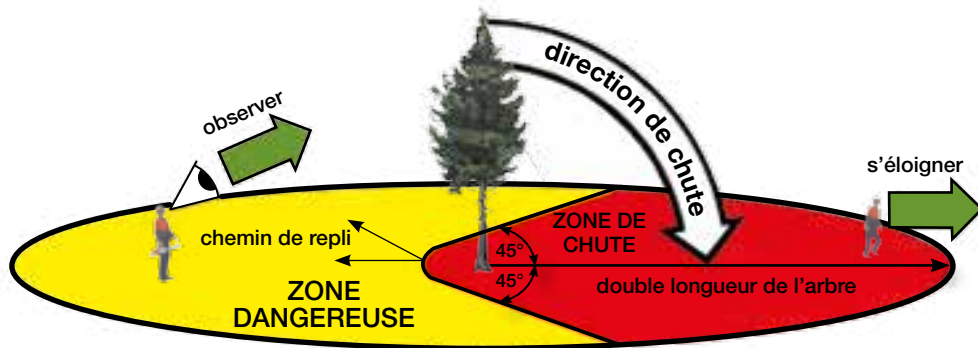 observer
direction de chute
s'éloigner
chemin de repli
ZONE DE
CHUTE
45°
45°
double longueur de l'arbre
ZONE
DANGEREUSE